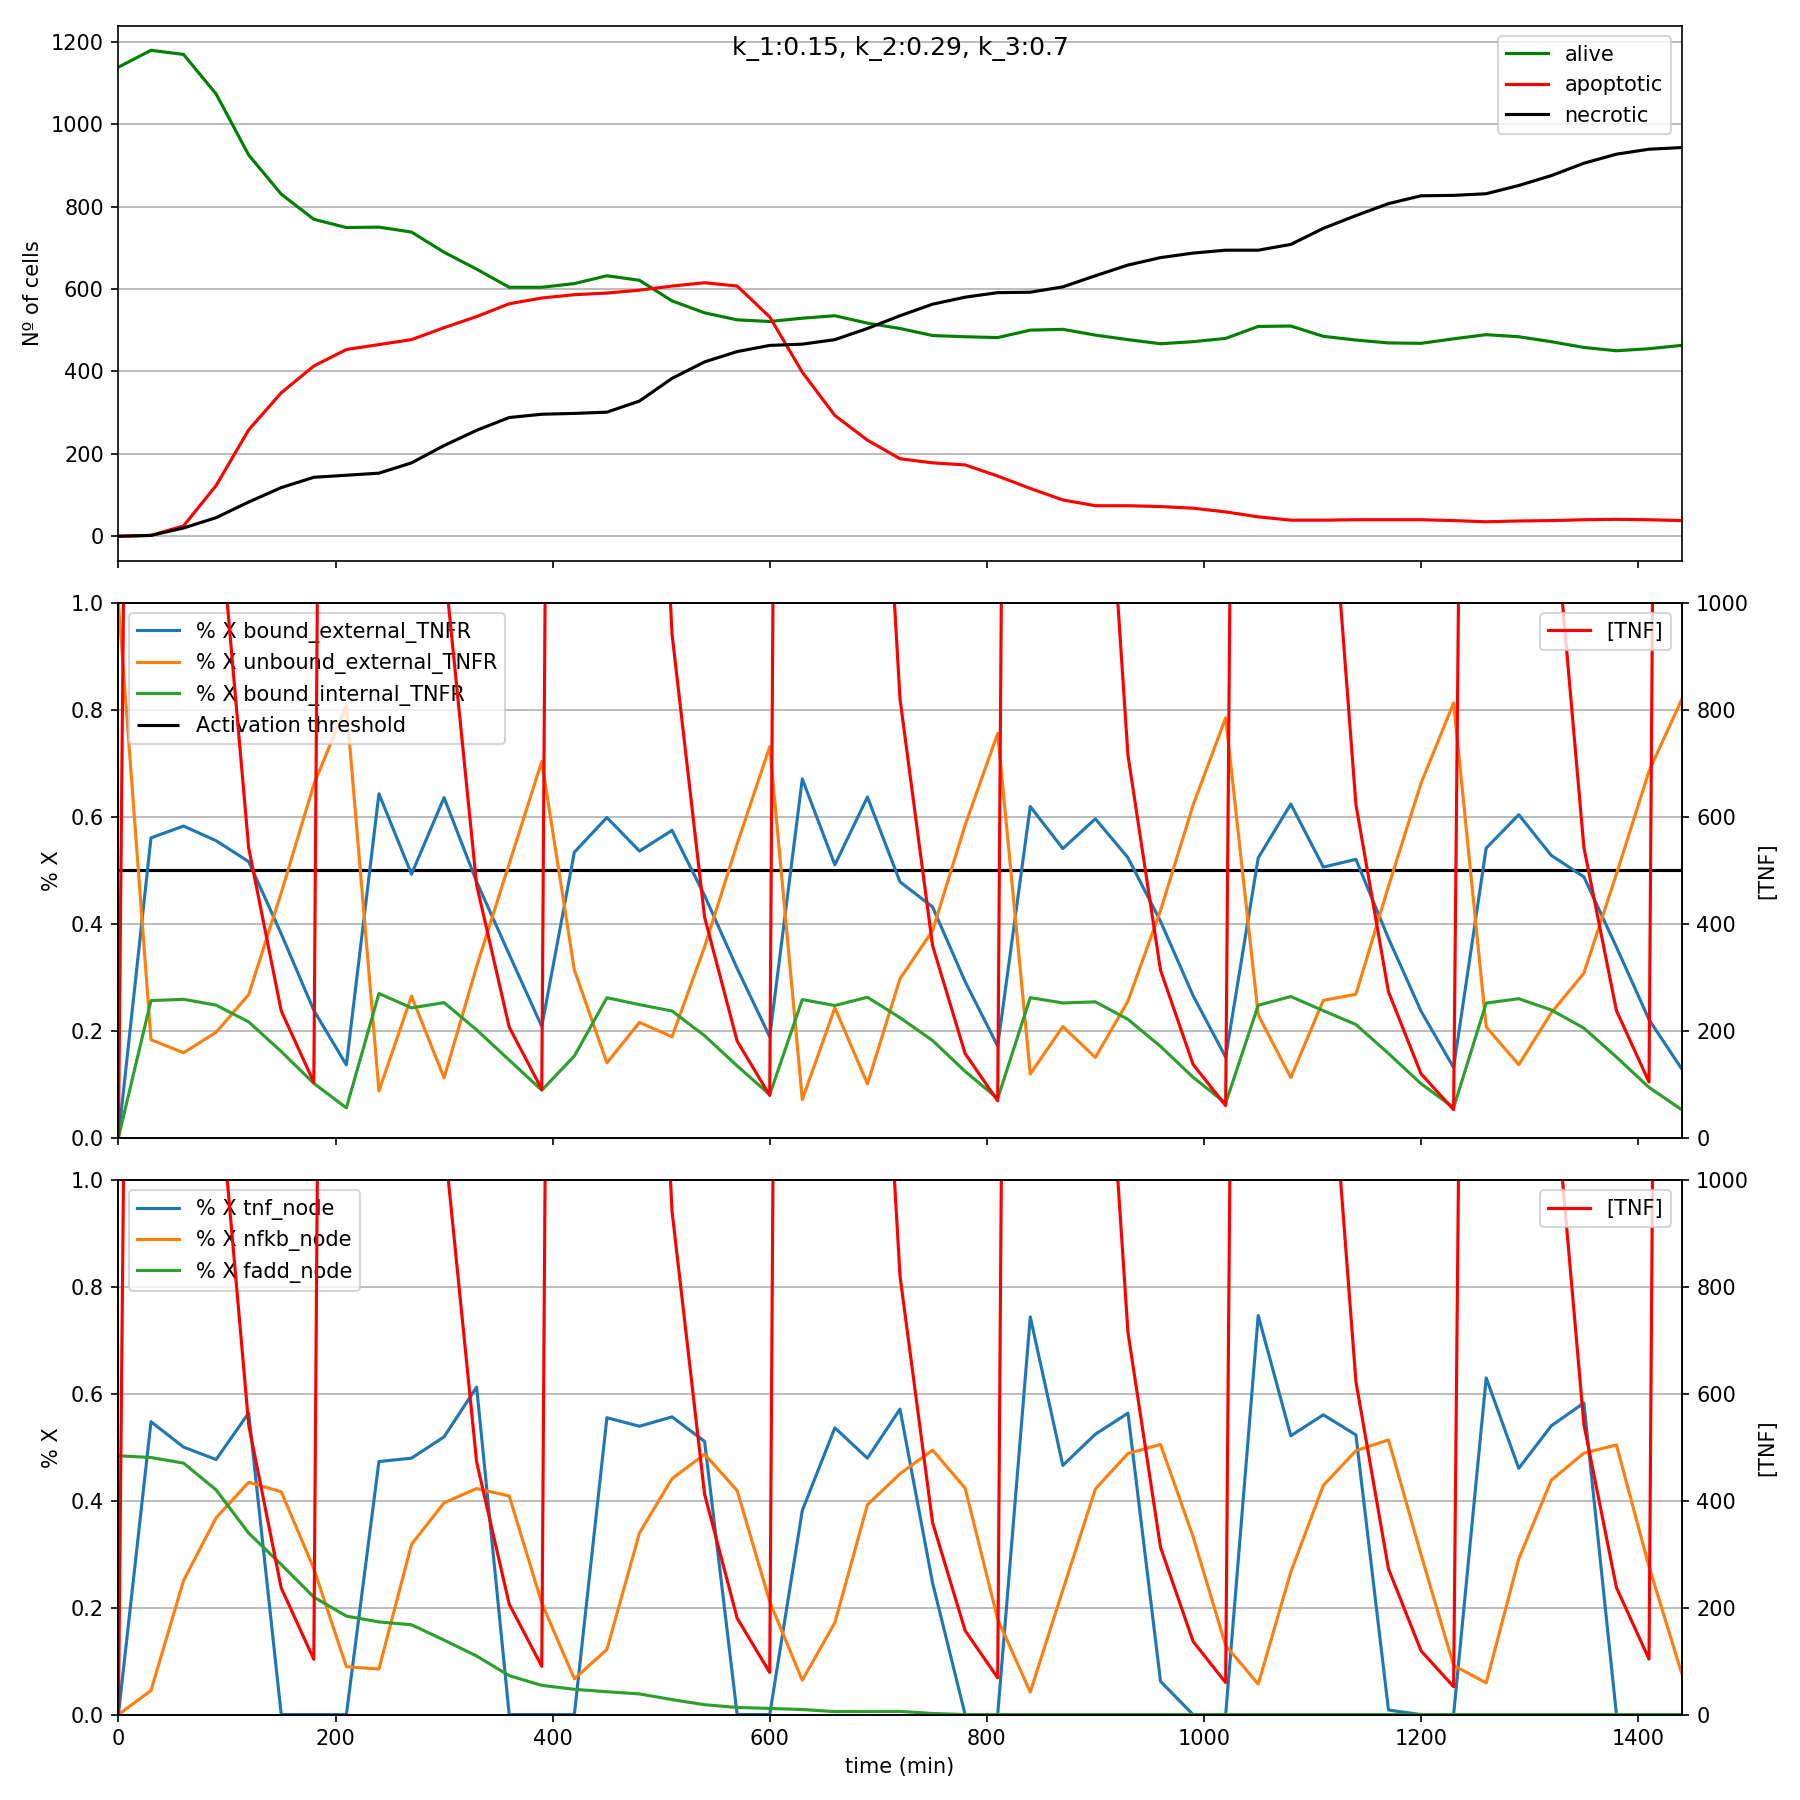 k_1:0.15, k_2:0.29, k_3:0.7
1200
1000
800
600
400
200
0
Nº of cells
alive
apoptotic
necrotic
1.0
0.8
0.6
0.4
0.2
0.0
% X
% X bound_external_TNFR
% X unbound_external_TNFR
% X bound_internal_TNFR
Activation threshold
[TNF]
1000
800
600
400
200
0
[TNF]
1.0
0.8
0.6
0.4
0.2
0.0
% X
% X tnf_node
% X nfkb_node
% X fadd_node
[TNF]
1000
800
600
400
200
0
[TNF]
0 200 400 600 800 1000 1200 1400
time (min)